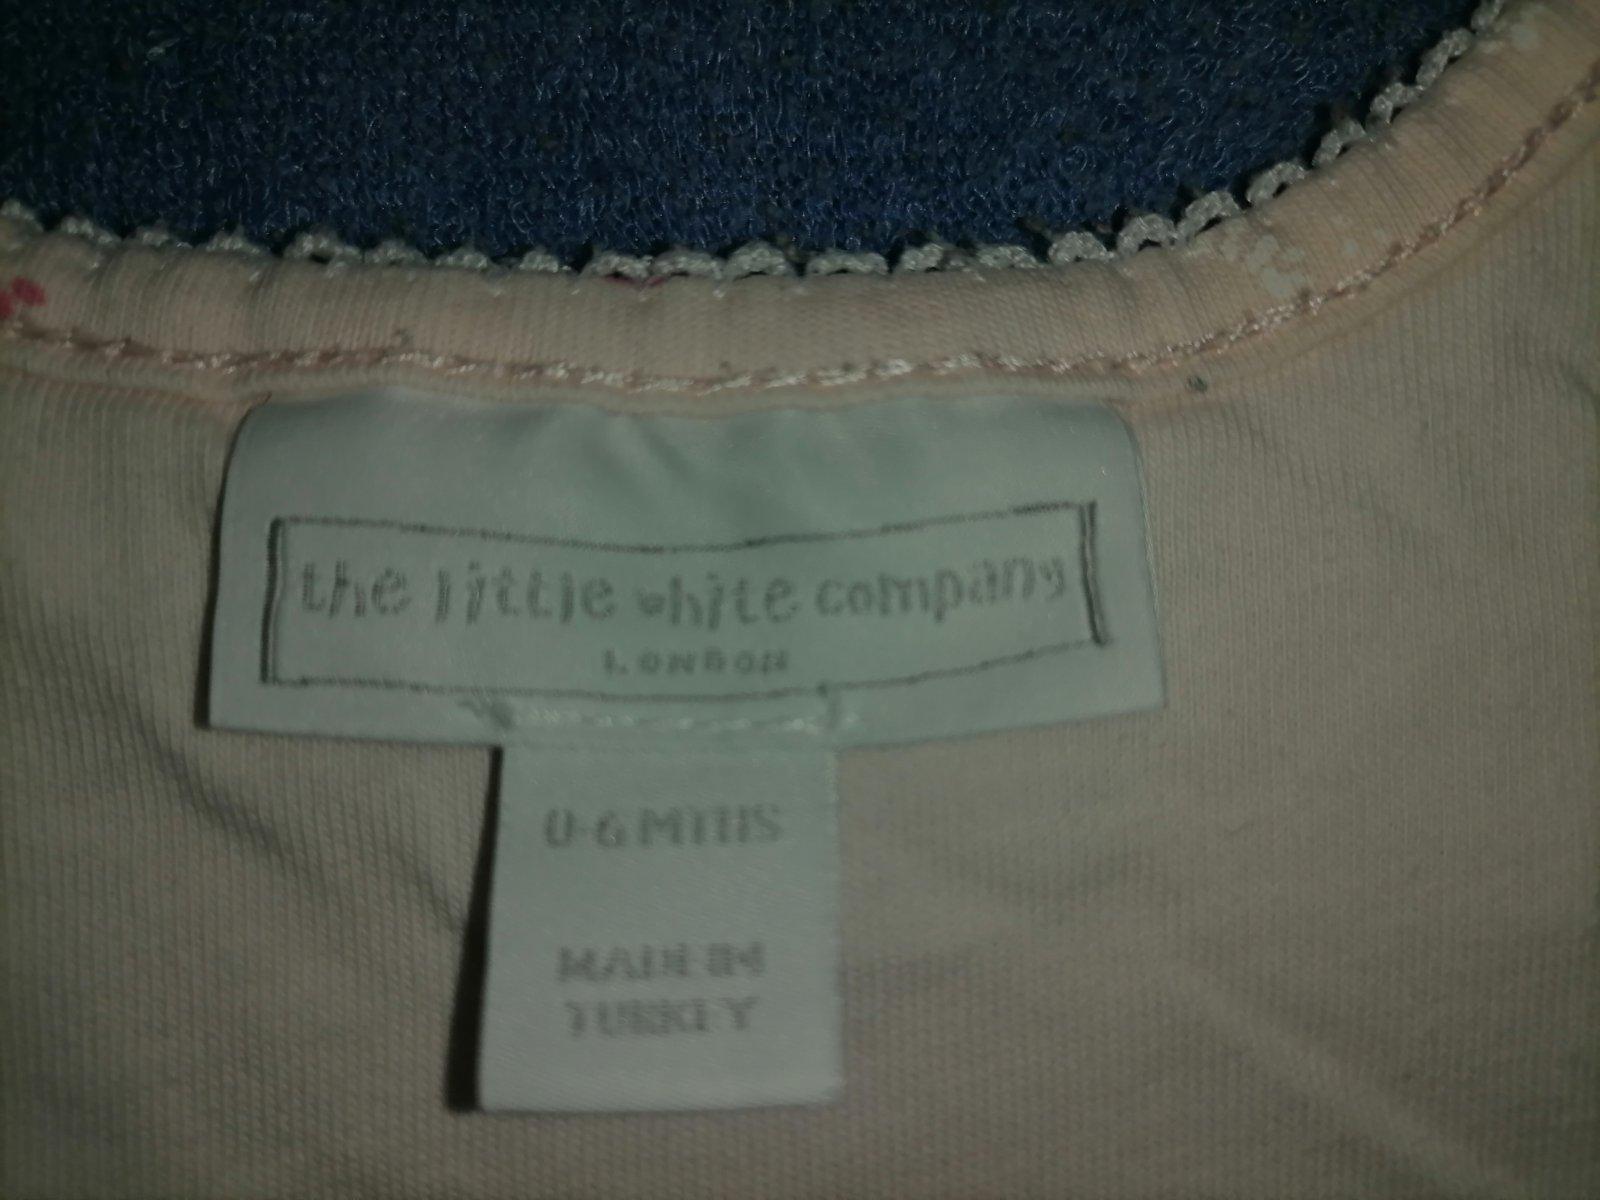 the little white company
LONDON
0-6 MTHS
MADE IN
TURKEY